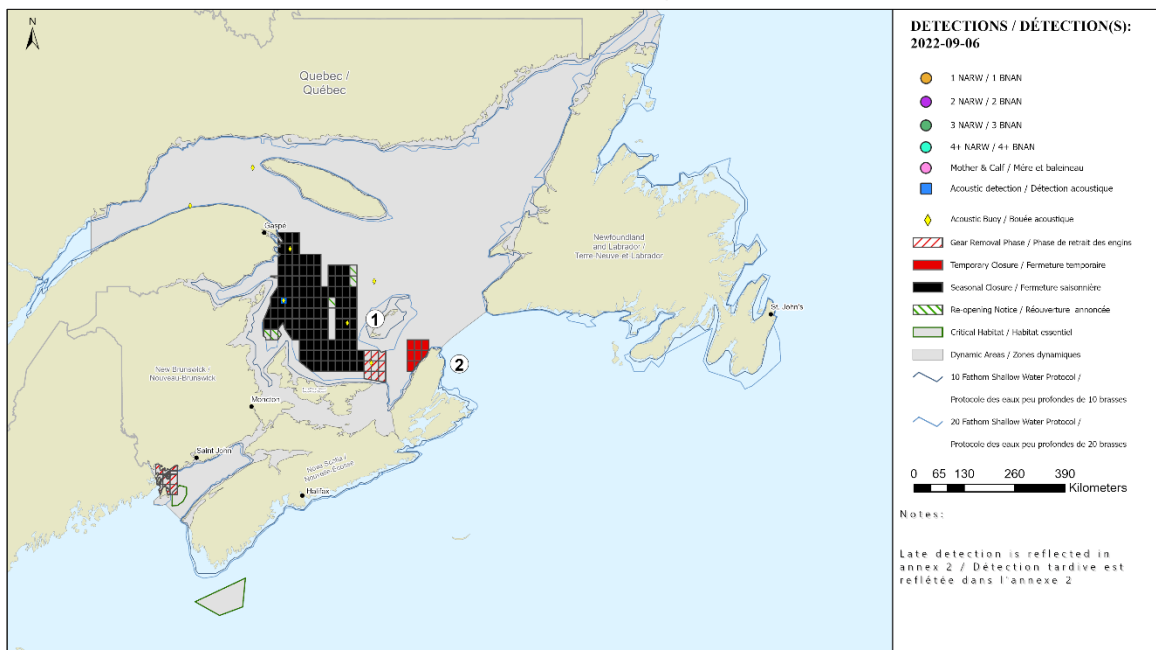 N
Quebec /
Québec
Gaspe
Newfoundland
and Labrador /
Terre-Neuve et Labrador
St. John's
1
2
New Brunswick /
Nouveau-Brunswick
Moncton
Saint John
Nova Scotia /
Nouvelle-Écosse
Halifax
DETECTIONS / DÉTECTION(S):
2022-09-06
1 NARW / 1 BNAN
2 NARW / 2 BNAN
3 NARW / 3 BNAN
4+ NARW / 4+ BNAN
Mother & Calf / Mère et baleineau
Acoustic detection / Détection acoustique
Acoustic Buoy / Bouée acoustique
Gear Removal Phase / Phase de retrait des engins
Temporary Closure / Fermeture temporaire
Seasonal Closure / Fermeture saisonnière
Re-opening Notice / Réouverture annoncée
Critical Habitat / Habitat essentiel
Dynamic Areas / Zones dynamiques
10 Fathom Shallow Water Protocol /
Protocole des eaux peu profondes de 10 brasses
20 Fathom Shallow Water Protocol /
Protocole des eaux peu profondes de 20 brasses
0 65 130 260 390
Kilometers
Notes:
Late detection is reflected in
annex 2 / Détection tardive est
reflétée dans l'annexe 2